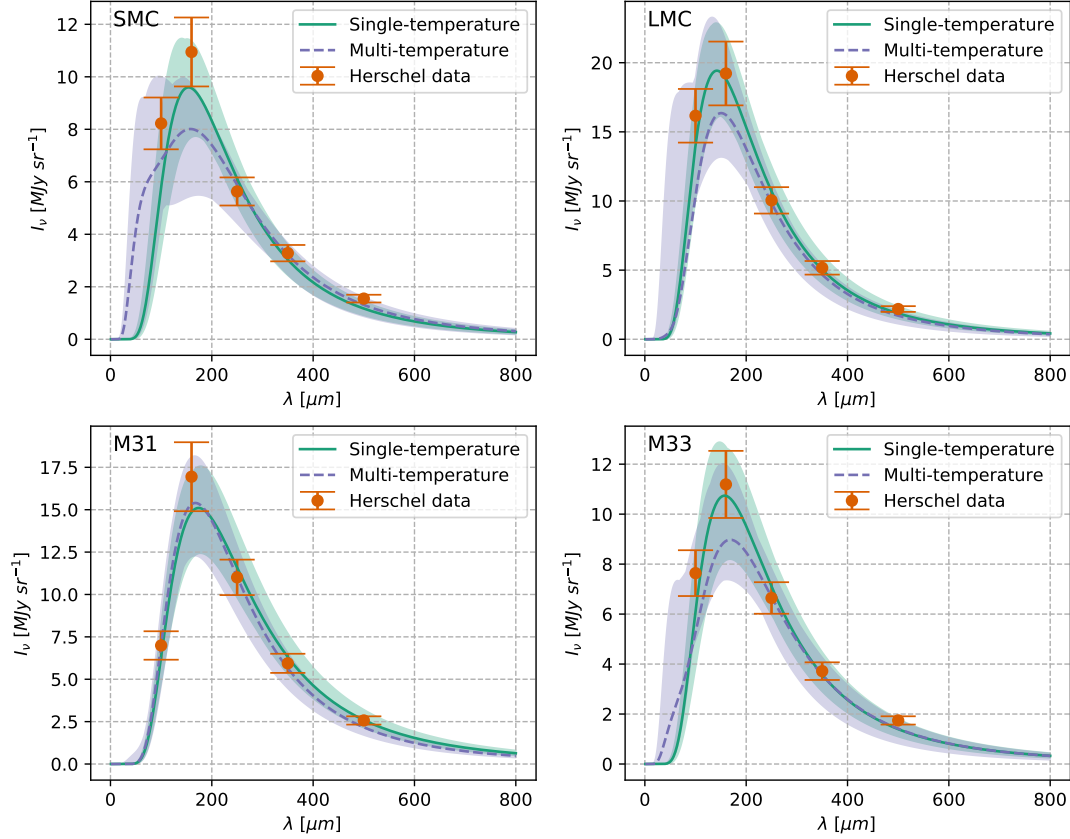 SMC
Single-temperature
Multi-temperature
Herschel data
12
10
8
6
4
2
0
I_ν [MJy sr⁻¹]
0 200 400 600 800
λ [μm]
LMC
Single-temperature
Multi-temperature
Herschel data
20
15
10
5
0
I_ν [MJy sr⁻¹]
0 200 400 600 800
λ [μm]
M31
Single-temperature
Multi-temperature
Herschel data
17.5
15.0
12.5
10.0
7.5
5.0
2.5
0.0
I_ν [MJy sr⁻¹]
0 200 400 600 800
λ [μm]
M33
Single-temperature
Multi-temperature
Herschel data
12
10
8
6
4
2
0
I_ν [MJy sr⁻¹]
0 200 400 600 800
λ [μm]